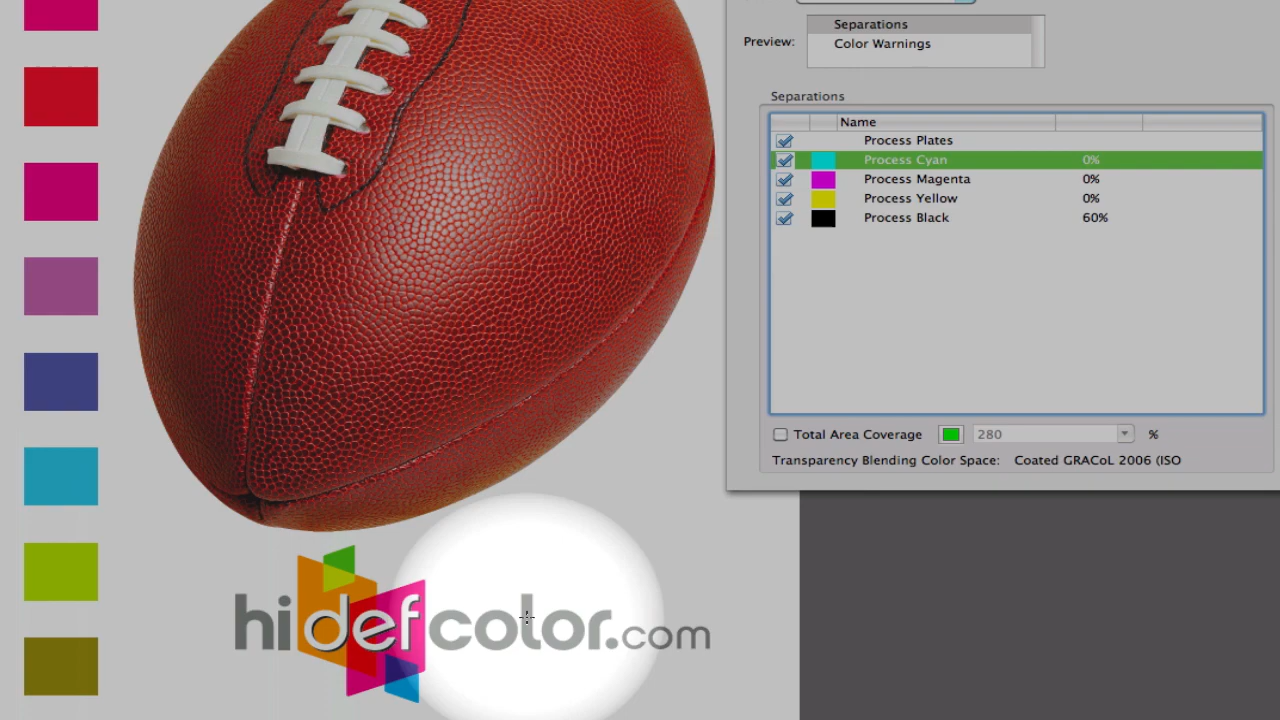 Preview:
Separations
Color Warnings
Separations
Name
Process Plates
Process Cyan 0%
Process Magenta 0%
Process Yellow 0%
Process Black 60%
Total Area Coverage 280 %
Transparency Blending Color Space: Coated GRACoL 2006 (ISO
hidefcolor.com